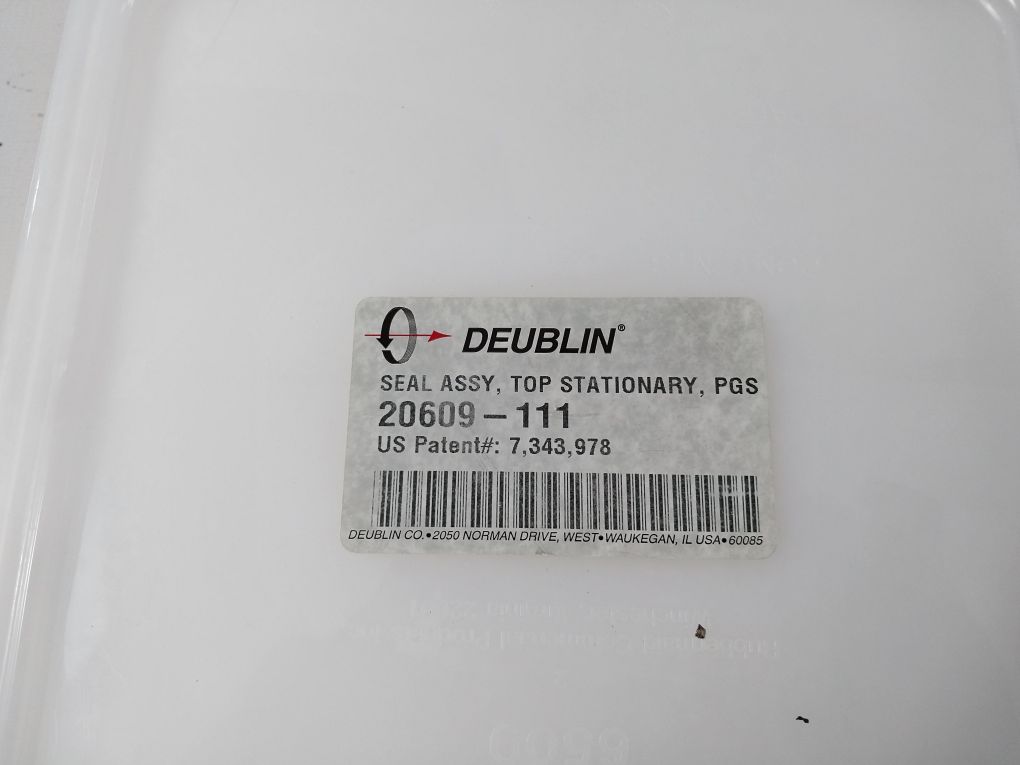 DEUBLIN®
SEAL ASSY, TOP STATIONARY, PGS
20609-111
US Patent#: 7,343,978
DEUBLIN CO.•2050 NORMAN DRIVE, WEST•WAUKEGAN, IL USA•60085